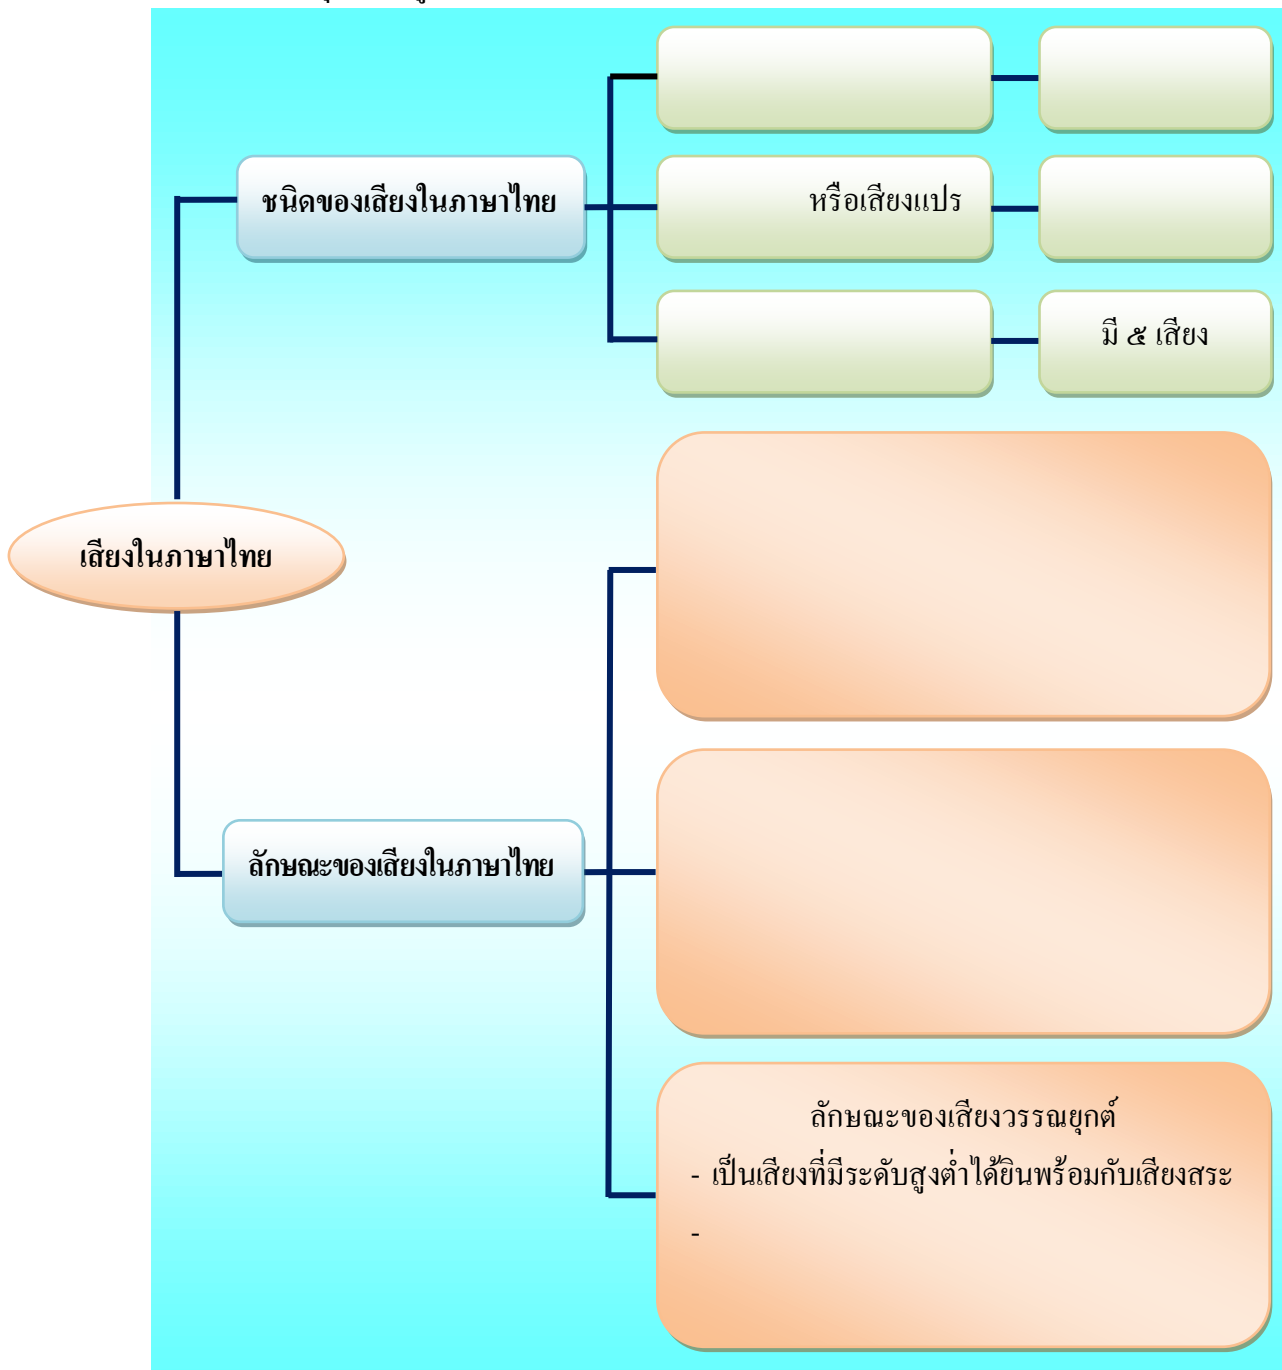 ชนิดของเสียงในภาษาไทย
หรือเสียงแปร
มี ๕ เสียง
เสียงในภาษาไทย
ลักษณะของเสียงในภาษาไทย
ลักษณะของเสียงวรรณยุกต์
- เป็นเสียงที่มีระดับสูงต่ำได้ยินพร้อมกับเสียงสระ
-